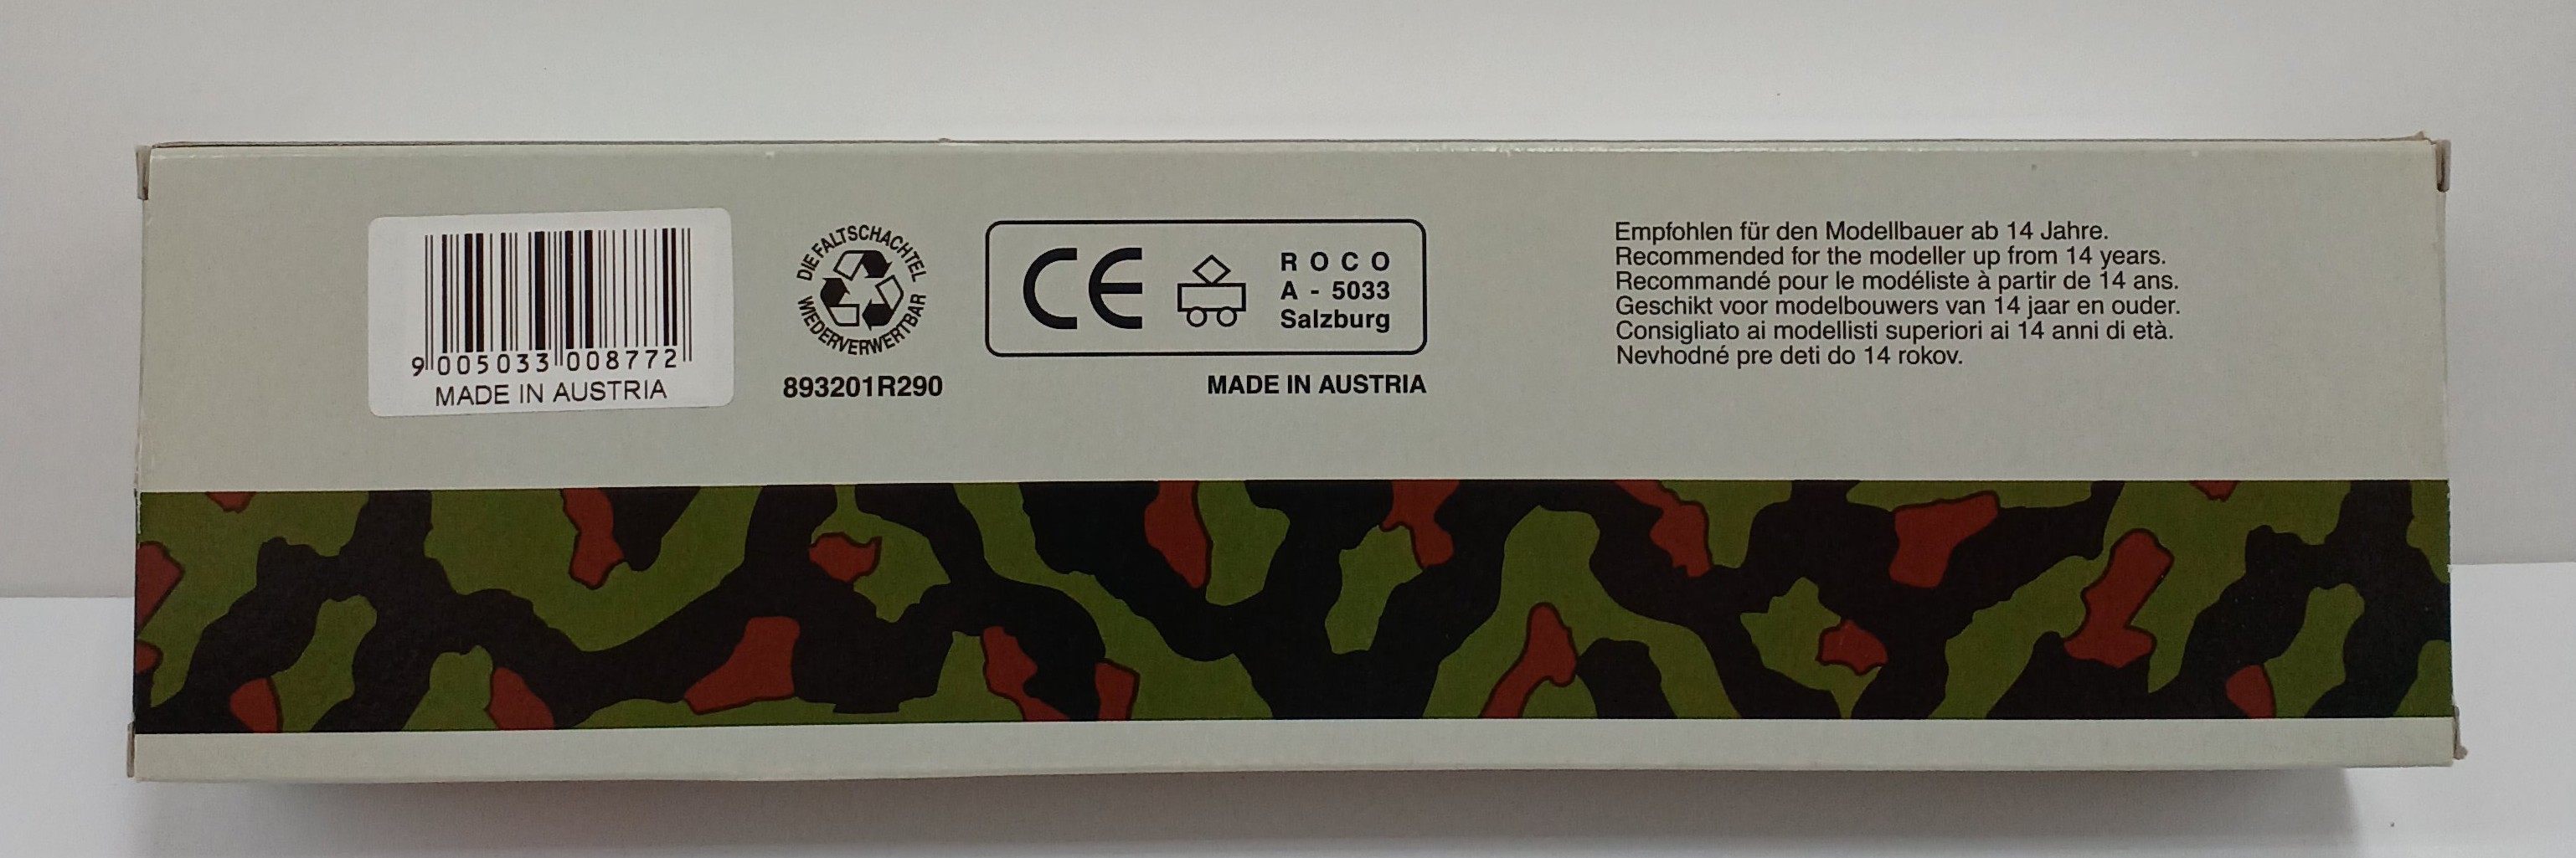 9 005033 008772
MADE IN AUSTRIA
DIE FALTSCHACHTEL
WIEDERVERWERTBAR
893201R290
CE
ROCO
A - 5033
Salzburg
MADE IN AUSTRIA
Empfohlen für den Modellbauer ab 14 Jahre.
Recommended for the modeller up from 14 years.
Recommandé pour le modéliste à partir de 14 ans.
Geschikt voor modelbouwers van 14 jaar en ouder.
Consigliato ai modellisti superiori ai 14 anni di età.
Nevhodné pre deti do 14 rokov.